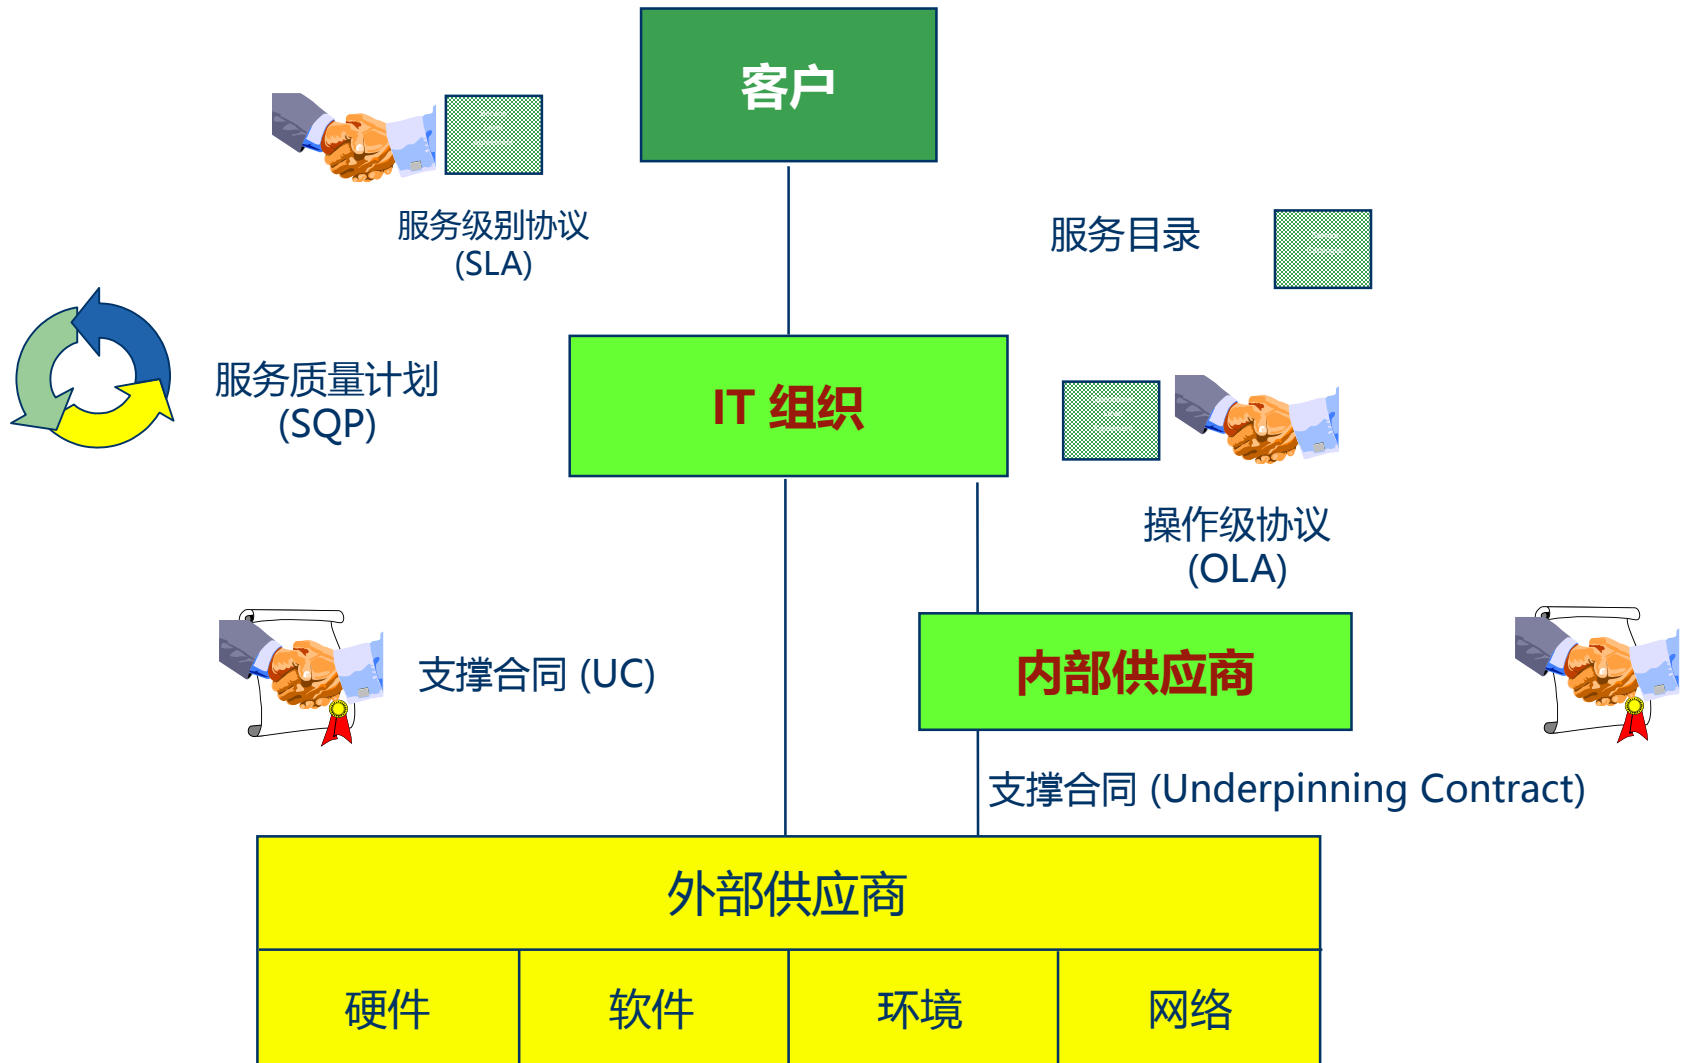 客户
服务级别协议
(SLA)
服务目录
服务质量计划
(SQP)
IT 组织
操作级协议
(OLA)
支撑合同 (UC)
内部供应商
支撑合同 (Underpinning Contract)
外部供应商
硬件
软件
环境
网络